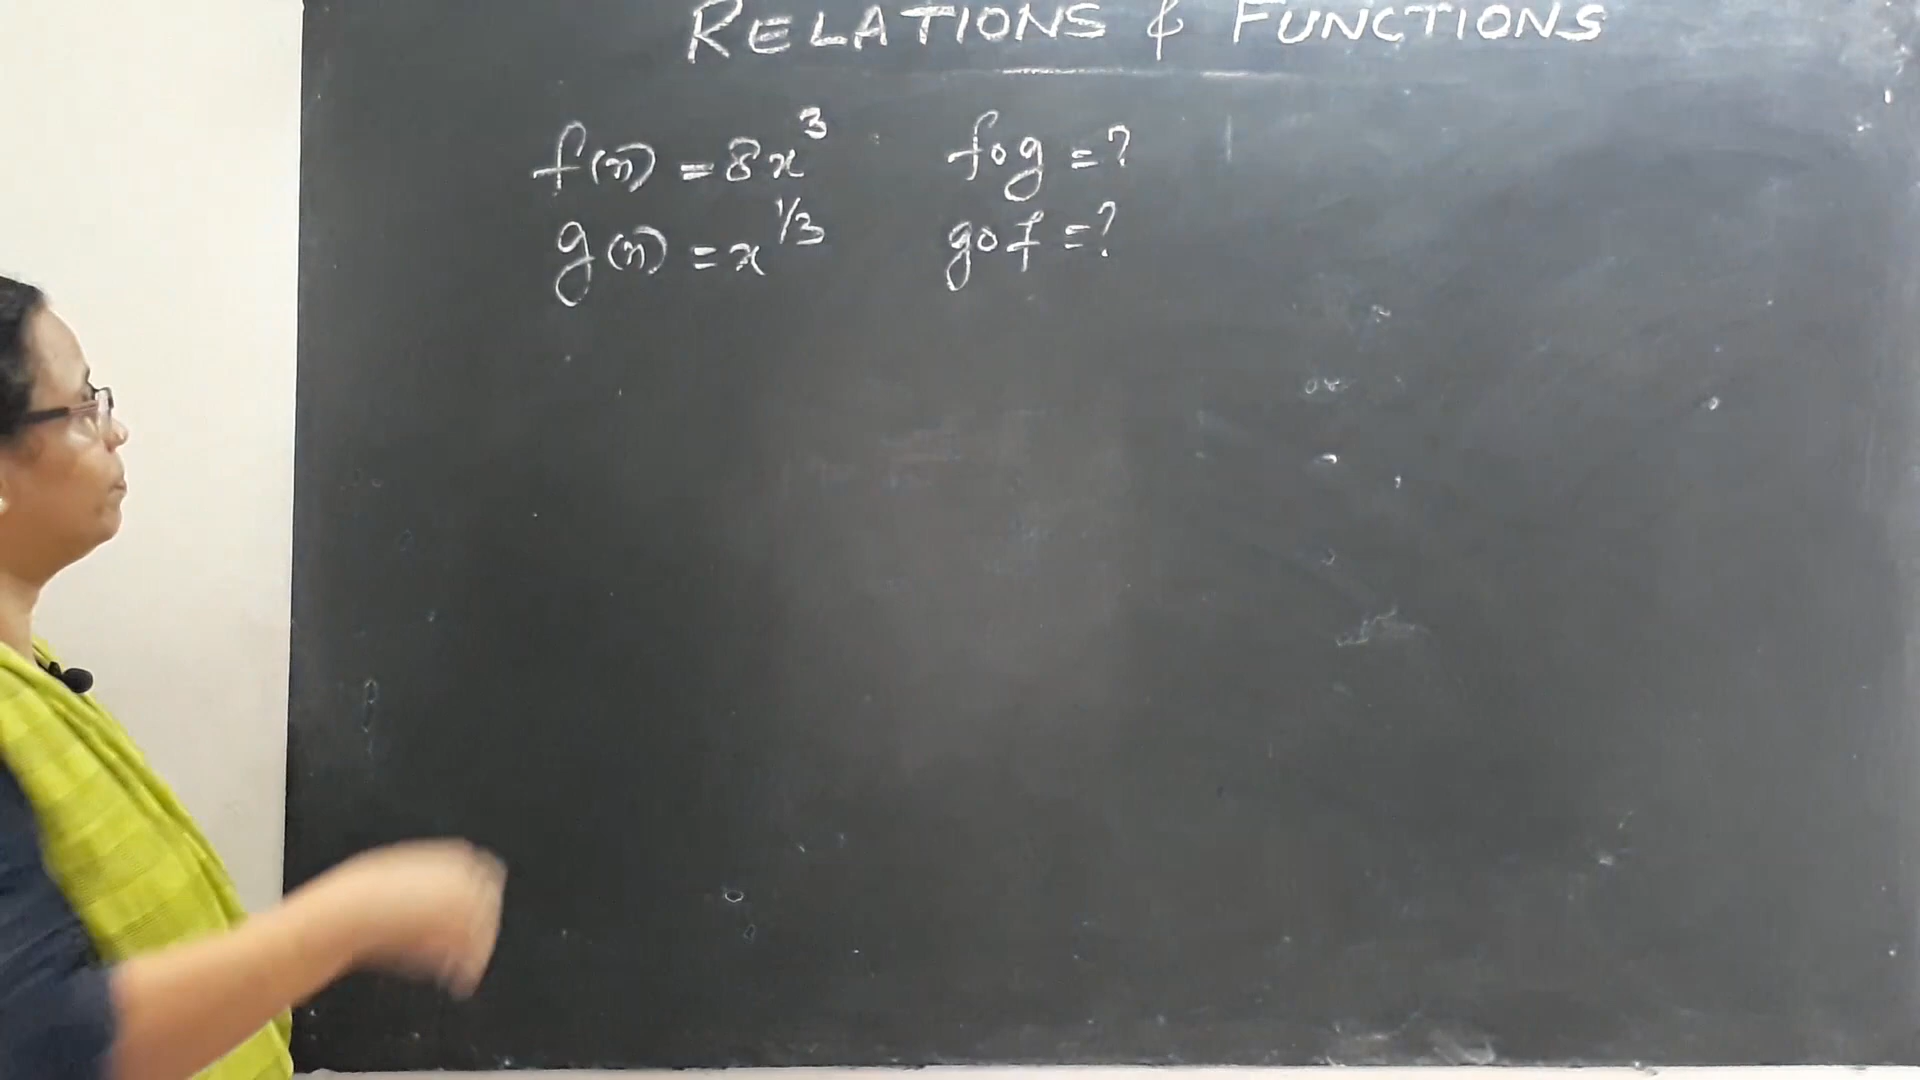 RELATIONS & FUNCTIONS
f(x) = 8x³ fog = ?
g(x) = x^1/3 gof = ?